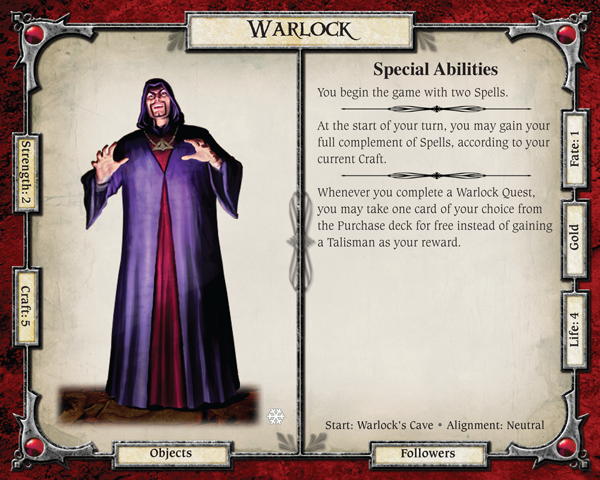 WARLOCK
Strength: 2
Craft: 5
Special Abilities
You begin the game with two Spells.
At the start of your turn, you may gain your
full complement of Spells, according to your
current Craft.
Whenever you complete a Warlock Quest,
you may take one card of your choice from
the Purchase deck for free instead of gaining
a Talisman as your reward.
Fate: 1
Gold
Life: 4
Start: Warlock's Cave • Alignment: Neutral
Objects
Followers